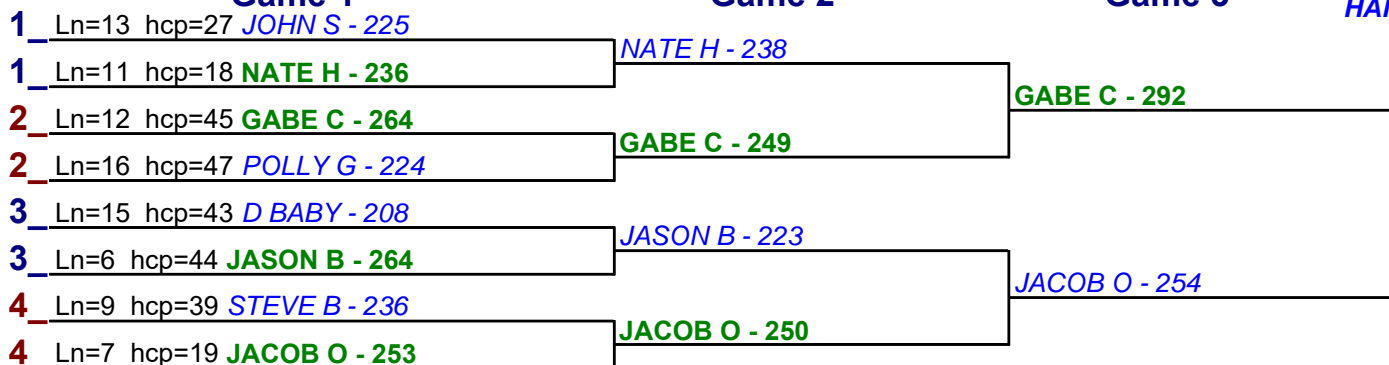 Game 2
1_ Ln=13 hcp=27 JOHN S - 225
NATE H - 238
1_ Ln=11 hcp=18 NATE H - 236
GABE C - 292
2_ Ln=12 hcp=45 GABE C - 264
GABE C - 249
2_ Ln=16 hcp=47 POLLY G - 224
3_ Ln=15 hcp=43 D BABY - 208
JASON B - 223
3_ Ln=6 hcp=44 JASON B - 264
JACOB O - 254
4_ Ln=9 hcp=39 STEVE B - 236
JACOB O - 250
4 Ln=7 hcp=19 JACOB O - 253